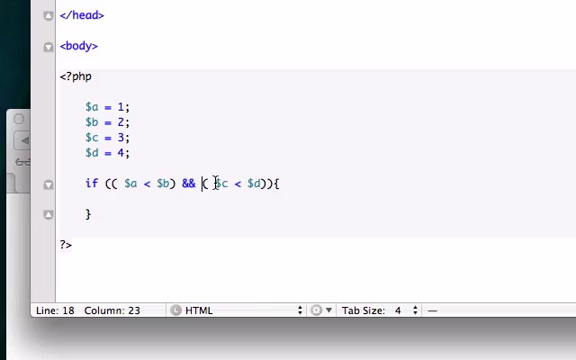 </head>
<body>
<?php
$a = 1;
$b = 2;
$c = 3;
$d = 4;
if (( $a < $b) && ( $c < $d)){
}
?>
Line: 18 Column: 23 L HTML Tab Size: 4 —